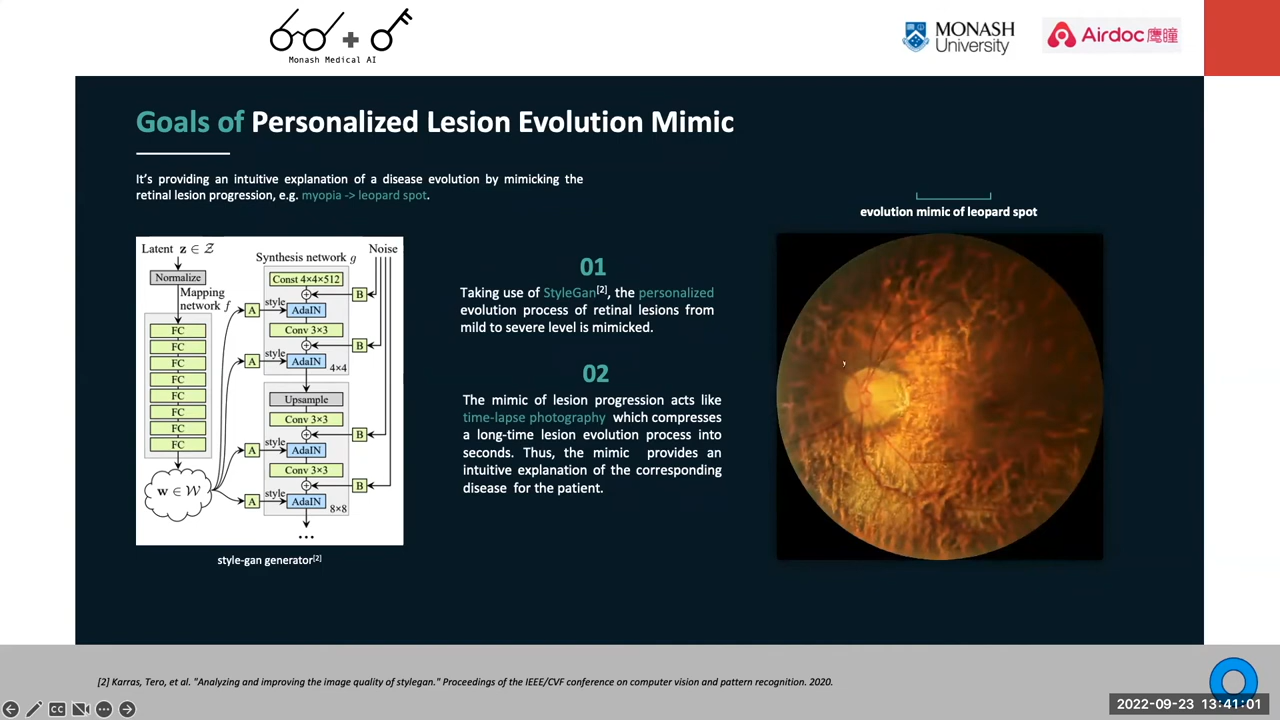 Monash Medical AI
MONASH
University
Airdoc鹰瞳
Goals of Personalized Lesion Evolution Mimic
It's providing an intuitive explanation of a disease evolution by mimicking the
retinal lesion progression, e.g. myopia -> leopard spot.
evolution mimic of leopard spot
Latent z ∈ Z
Noise
Synthesis network g
Normalize
Const 4×4×512
Mapping
network f
B
style
A
AdaIN
FC
Conv 3×3
FC
B
FC
style
A
AdaIN
4×4
FC
FC
Upsample
FC
Conv 3×3
FC
B
FC
style
A
AdaIN
Conv 3×3
w ∈ W
B
style
A
AdaIN
8×8
...
style-gan generator[2]
01
Taking use of StyleGan[2], the personalized
evolution process of retinal lesions from
mild to severe level is mimicked.
02
The mimic of lesion progression acts like
time-lapse photography which compresses
a long-time lesion evolution process into
seconds. Thus, the mimic provides an
intuitive explanation of the corresponding
disease for the patient.
[2] Karras, Tero, et al. "Analyzing and improving the image quality of stylegan." Proceedings of the IEEE/CVF conference on computer vision and pattern recognition. 2020.
CC
2022-09-23 13:41:01